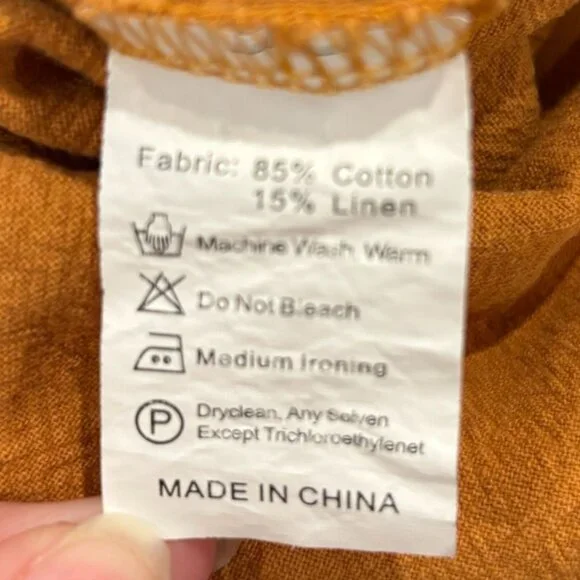 Fabric: 85% Cotton
15% Linen
Machine Wash, Warm
Do Not Bleach
Medium Ironing
P
Dryclean, Any Solven
Except Trichloroethylenet
MADE IN CHINA